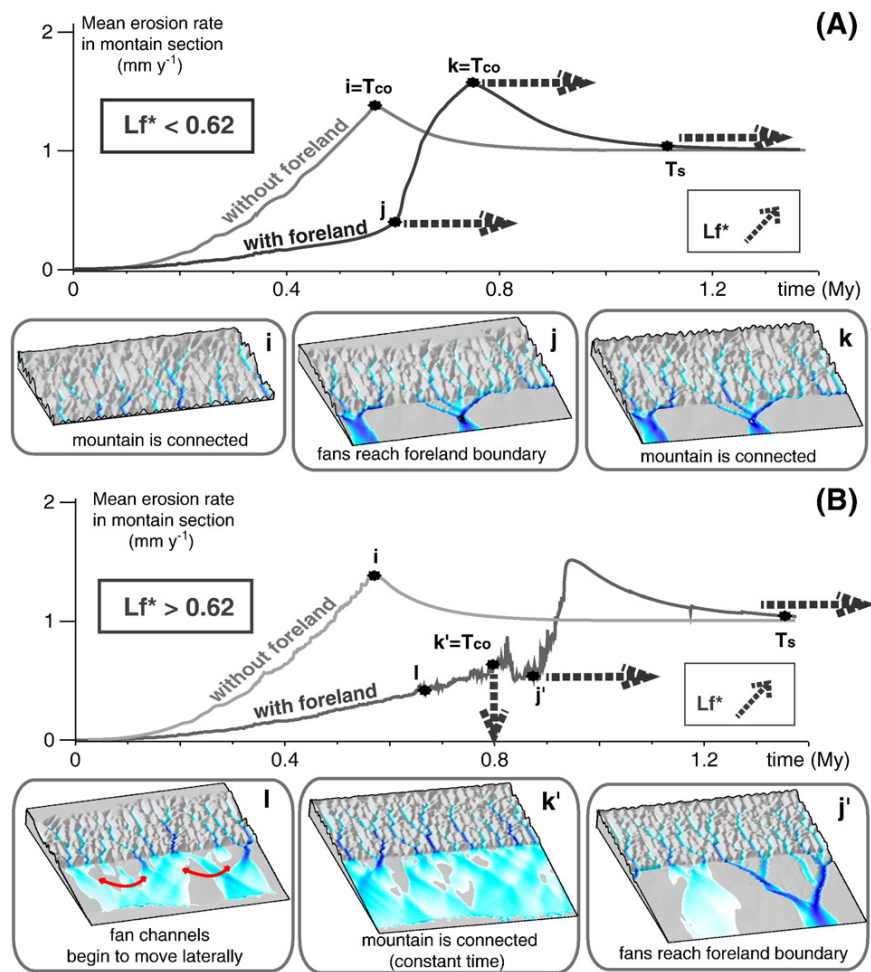 (A)
Mean erosion rate
in montain section
(mm y-1)
2
1
0
Lf* < 0.62
i=Tco
k=Tco
without foreland
with foreland
j
Ts
Lf*
0
0.4
0.8
1.2
time (My)
i
mountain is connected
j
fans reach foreland boundary
k
mountain is connected
(B)
Mean erosion rate
in montain section
(mm y-1)
2
1
0
Lf* > 0.62
i
without foreland
with foreland
l
k'=Tco
j'
Ts
Lf*
0
0.4
0.8
1.2
time (My)
l
fan channels
begin to move laterally
k'
mountain is connected
(constant time)
j'
fans reach foreland boundary